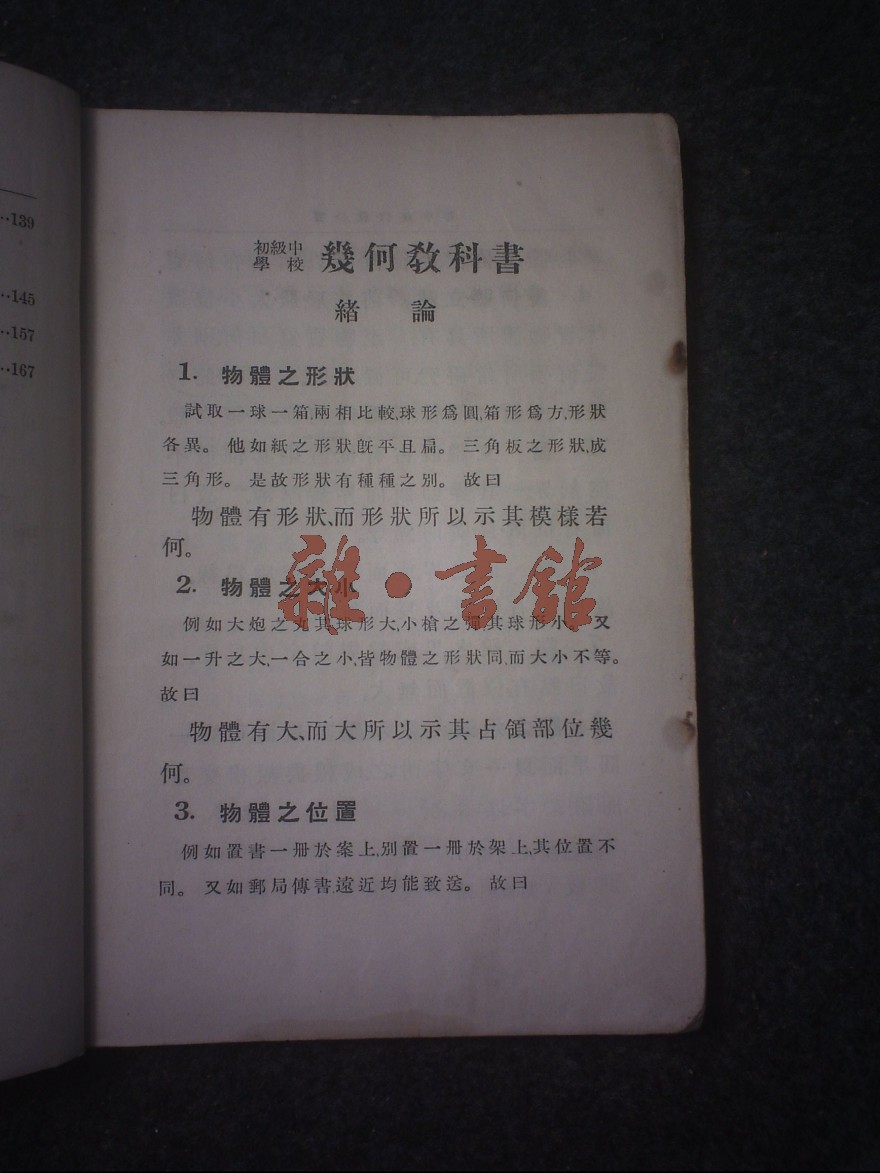 ..139
..145
..157
..167
初級中學校 幾何教科書
緒論
1. 物體之形狀
試取一球一箱,兩相比較,球形爲圓,箱形爲方,形狀
各異。他如紙之形狀,旣平且扁。三角板之形狀,成
三角形。是故形狀有種種之別。故曰
物體有形狀、而形狀所以示其模樣若
何。
2. 物體之大小
例如大炮之丸其球形大,小槍之彈,其球形小。又
如一升之大,一合之小,皆物體之形狀同,而大小不等。
故曰
物體有大、而大所以示其占領部位幾
何。
3. 物體之位置
例如置書一冊於案上,別置一冊於架上,其位置不
同。又如郵局傳書,遠近均能致送。故曰
雜·書館